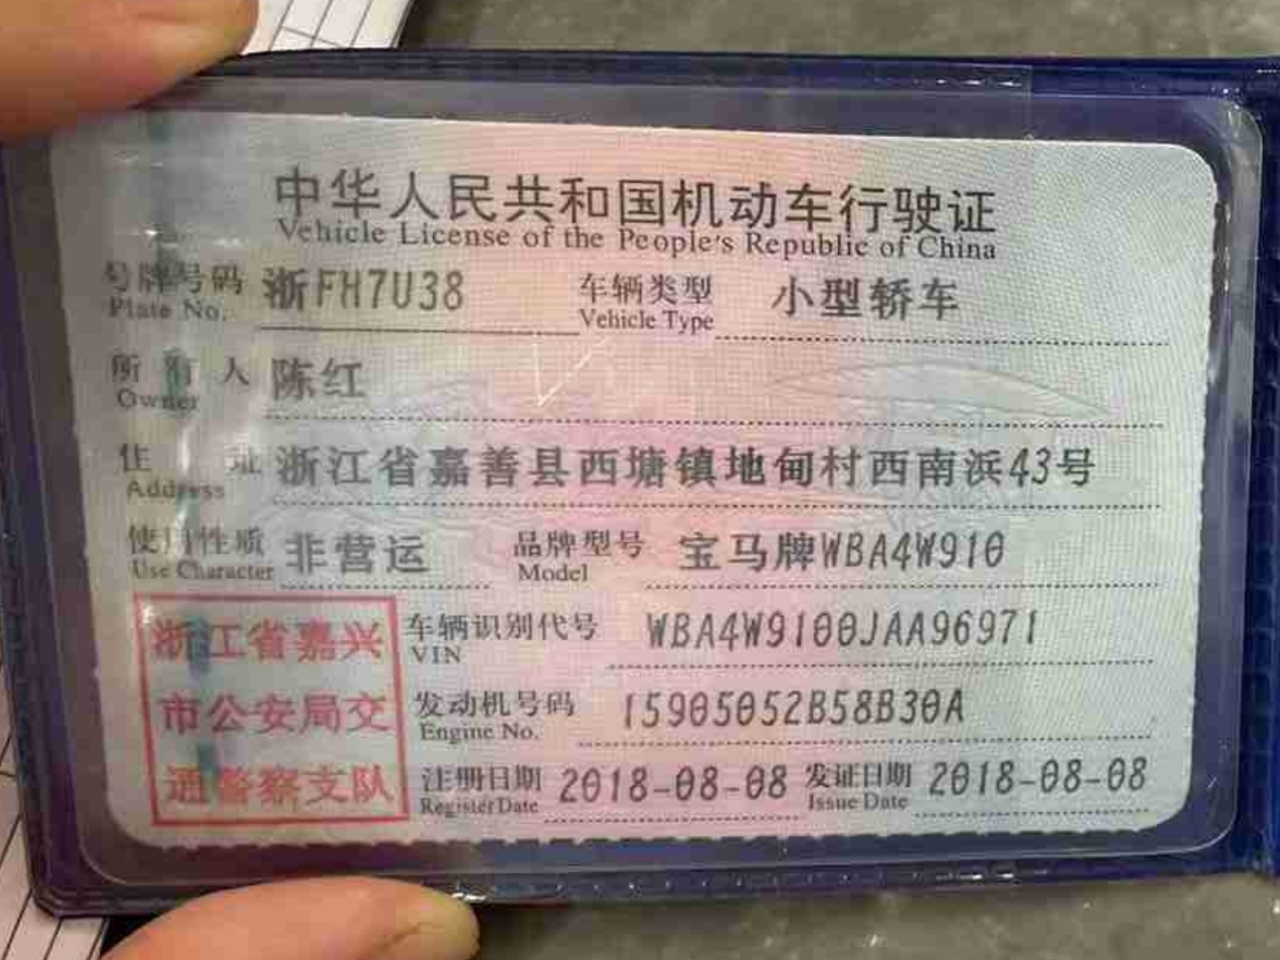 中华人民共和国机动车行驶证
Vehicle License of the People's Republic of China
号牌号码 浙FH7U38 车辆类型 小型轿车
Plate No. Vehicle Type
所有人 陈红
Owner
住址 浙江省嘉善县西塘镇地甸村西南浜43号
Address
使用性质 非营运 品牌型号 宝马牌WBA4W910
Use Character Model
浙江省嘉兴
市公安局交
通警察支队
车辆识别代号 WBA4W9100JAA96971
VIN
发动机号码 15905052B58B30A
Engine No.
注册日期 2018-08-08 发证日期 2018-08-08
Register Date Issue Date